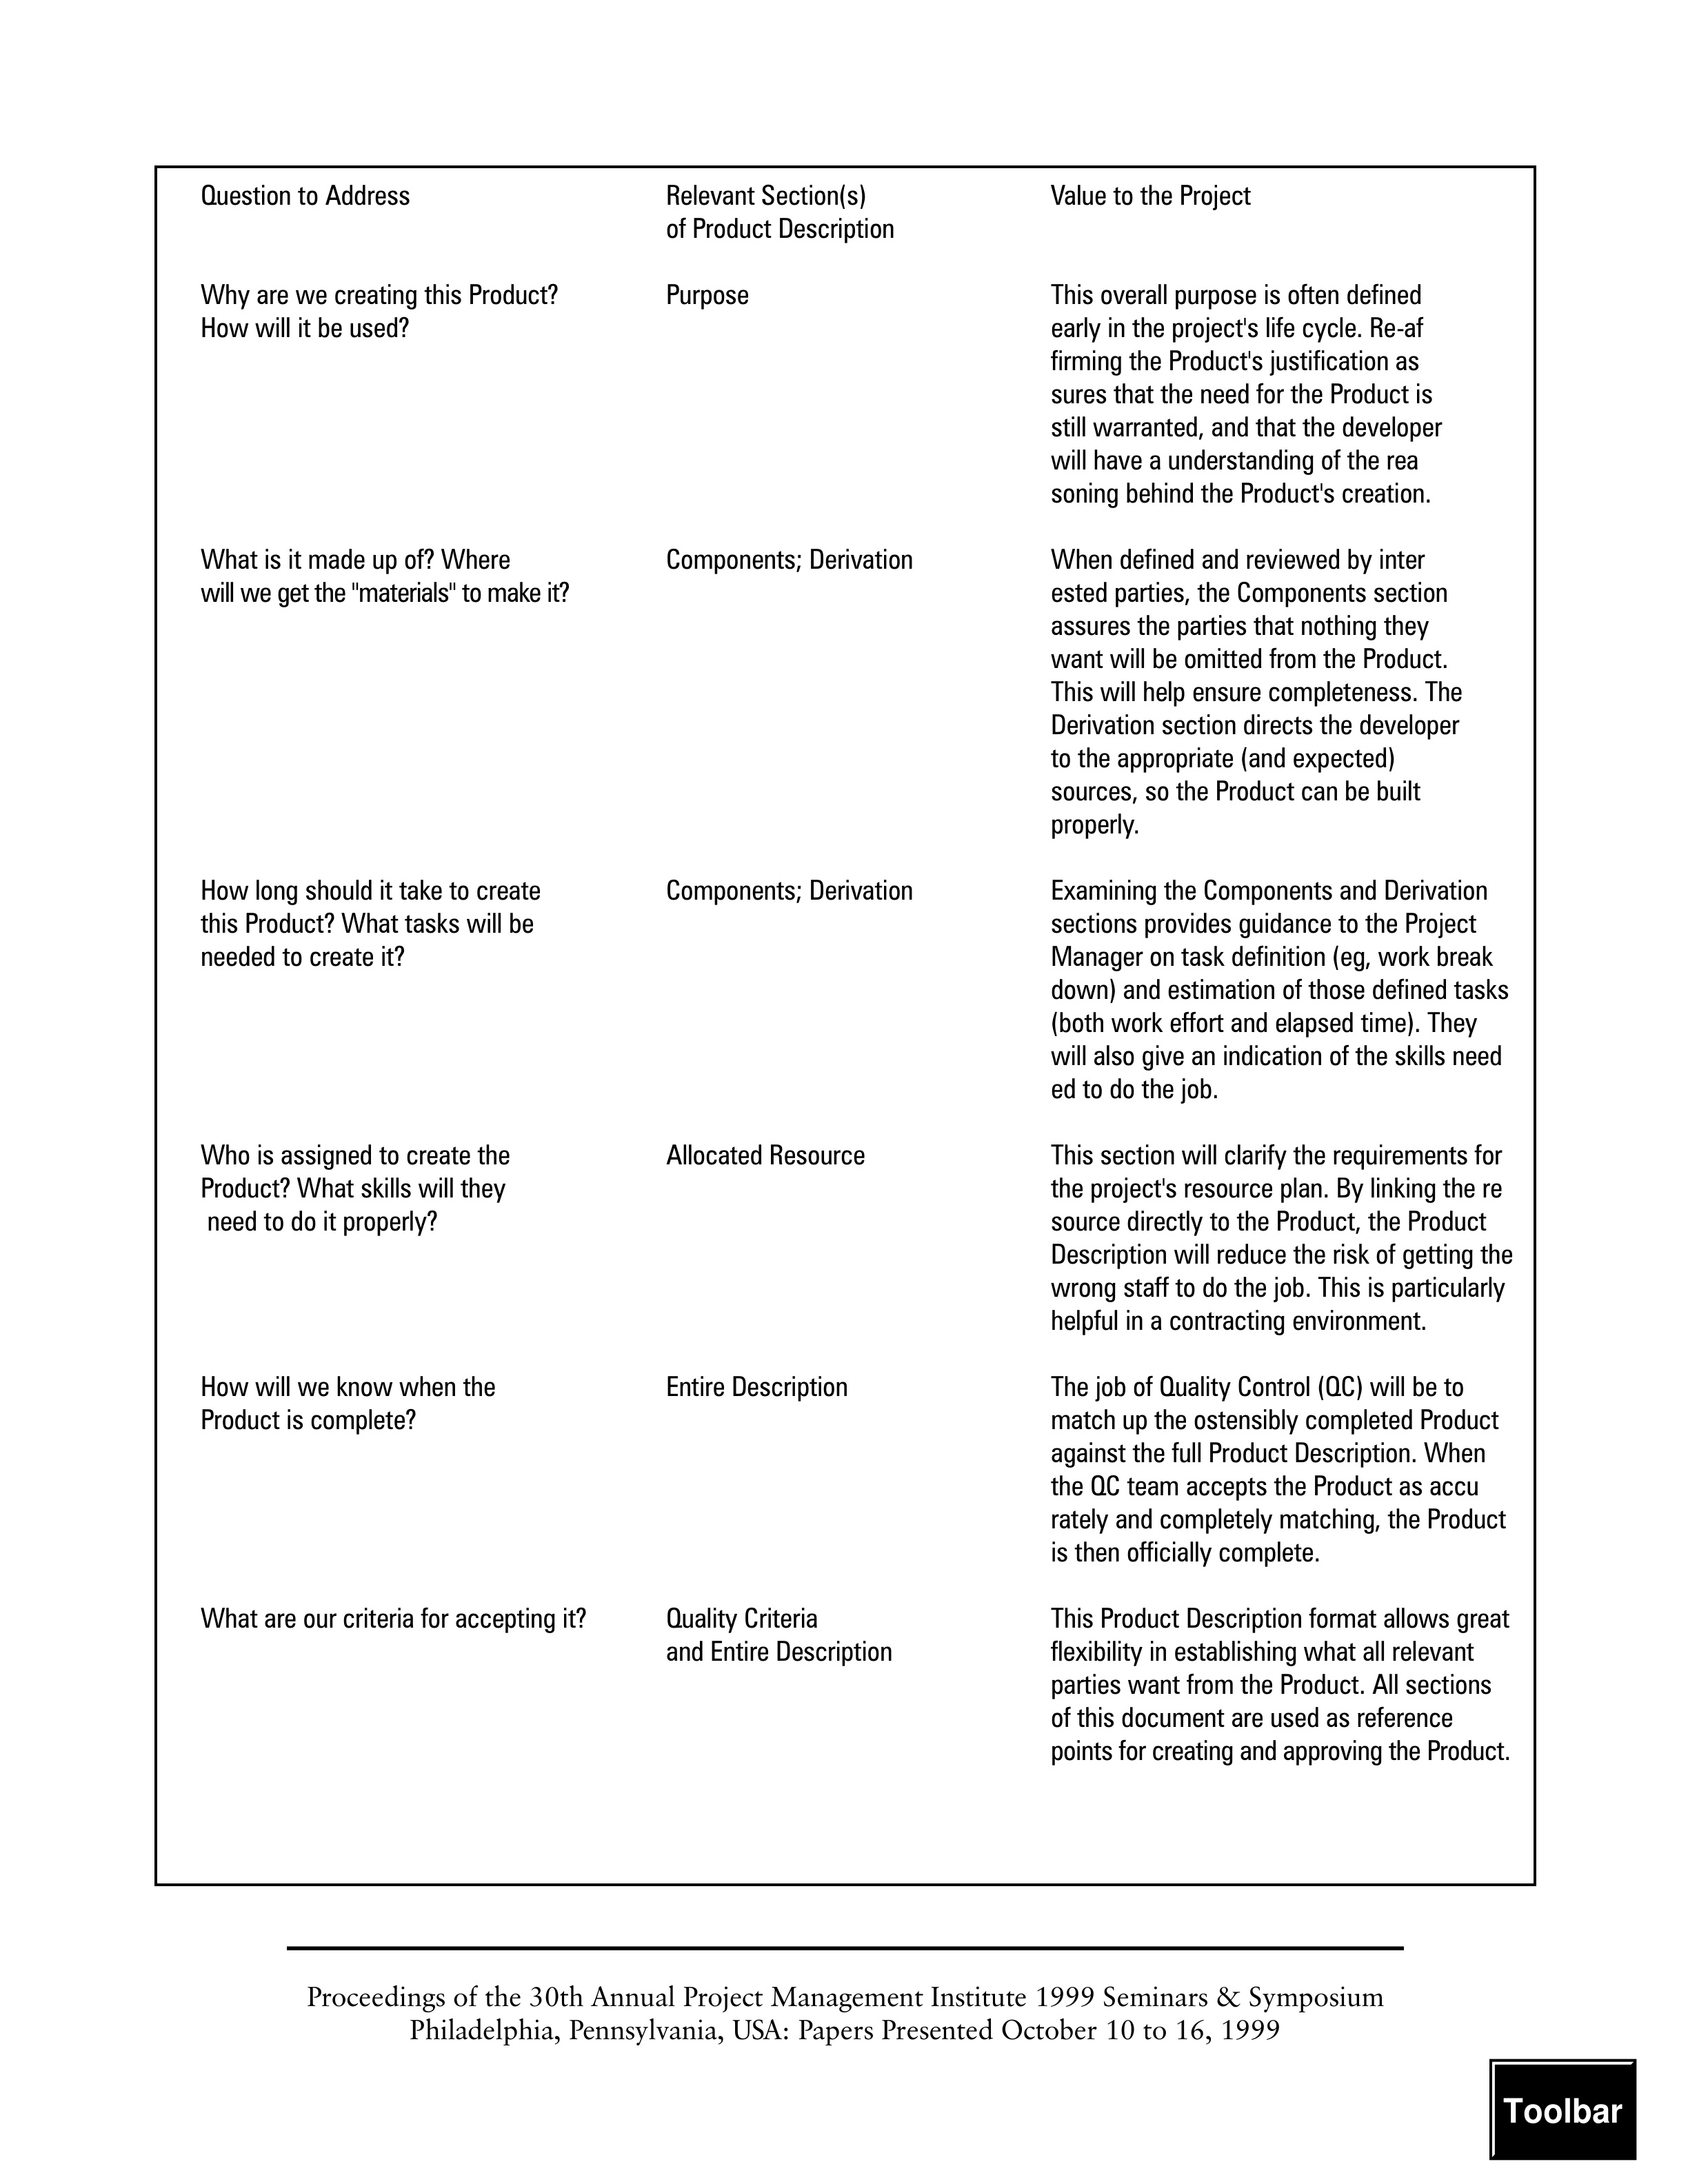 Question to Address
Relevant Section(s)
of Product Description
Value to the Project
Why are we creating this Product?
How will it be used?
Purpose
This overall purpose is often defined
early in the project's life cycle. Re-af
firming the Product's justification as
sures that the need for the Product is
still warranted, and that the developer
will have a understanding of the rea
soning behind the Product's creation.
What is it made up of? Where
will we get the "materials" to make it?
Components; Derivation
When defined and reviewed by inter
ested parties, the Components section
assures the parties that nothing they
want will be omitted from the Product.
This will help ensure completeness. The
Derivation section directs the developer
to the appropriate (and expected)
sources, so the Product can be built
properly.
How long should it take to create
this Product? What tasks will be
needed to create it?
Components; Derivation
Examining the Components and Derivation
sections provides guidance to the Project
Manager on task definition (eg, work break
down) and estimation of those defined tasks
(both work effort and elapsed time). They
will also give an indication of the skills need
ed to do the job.
Who is assigned to create the
Product? What skills will they
need to do it properly?
Allocated Resource
This section will clarify the requirements for
the project's resource plan. By linking the re
source directly to the Product, the Product
Description will reduce the risk of getting the
wrong staff to do the job. This is particularly
helpful in a contracting environment.
How will we know when the
Product is complete?
Entire Description
The job of Quality Control (QC) will be to
match up the ostensibly completed Product
against the full Product Description. When
the QC team accepts the Product as accu
rately and completely matching, the Product
is then officially complete.
What are our criteria for accepting it?
Quality Criteria
and Entire Description
This Product Description format allows great
flexibility in establishing what all relevant
parties want from the Product. All sections
of this document are used as reference
points for creating and approving the Product.
Proceedings of the 30th Annual Project Management Institute 1999 Seminars & Symposium
Philadelphia, Pennsylvania, USA: Papers Presented October 10 to 16, 1999
Toolbar